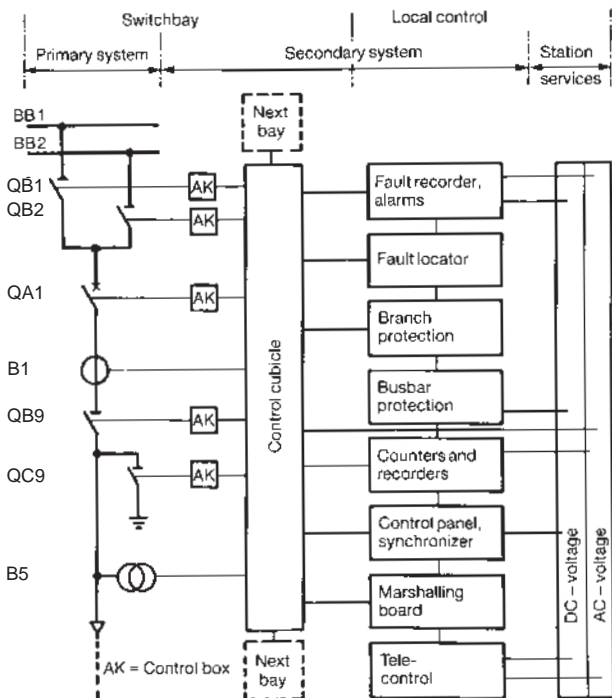 Switchbay
Local control
Primary system
Secondary system
Station
services
BB1
BB2
Next
bay
QB1
AK
Fault recorder,
alarms
QB2
AK
Fault locator
QA1
AK
Branch
protection
B1
Control cubicle
Busbar
protection
QB9
AK
QC9
AK
Counters and
recorders
Control panel,
synchronizer
DC – voltage
AC – voltage
B5
Marshalling
board
AK = Control box
Next
bay
Tele-
control